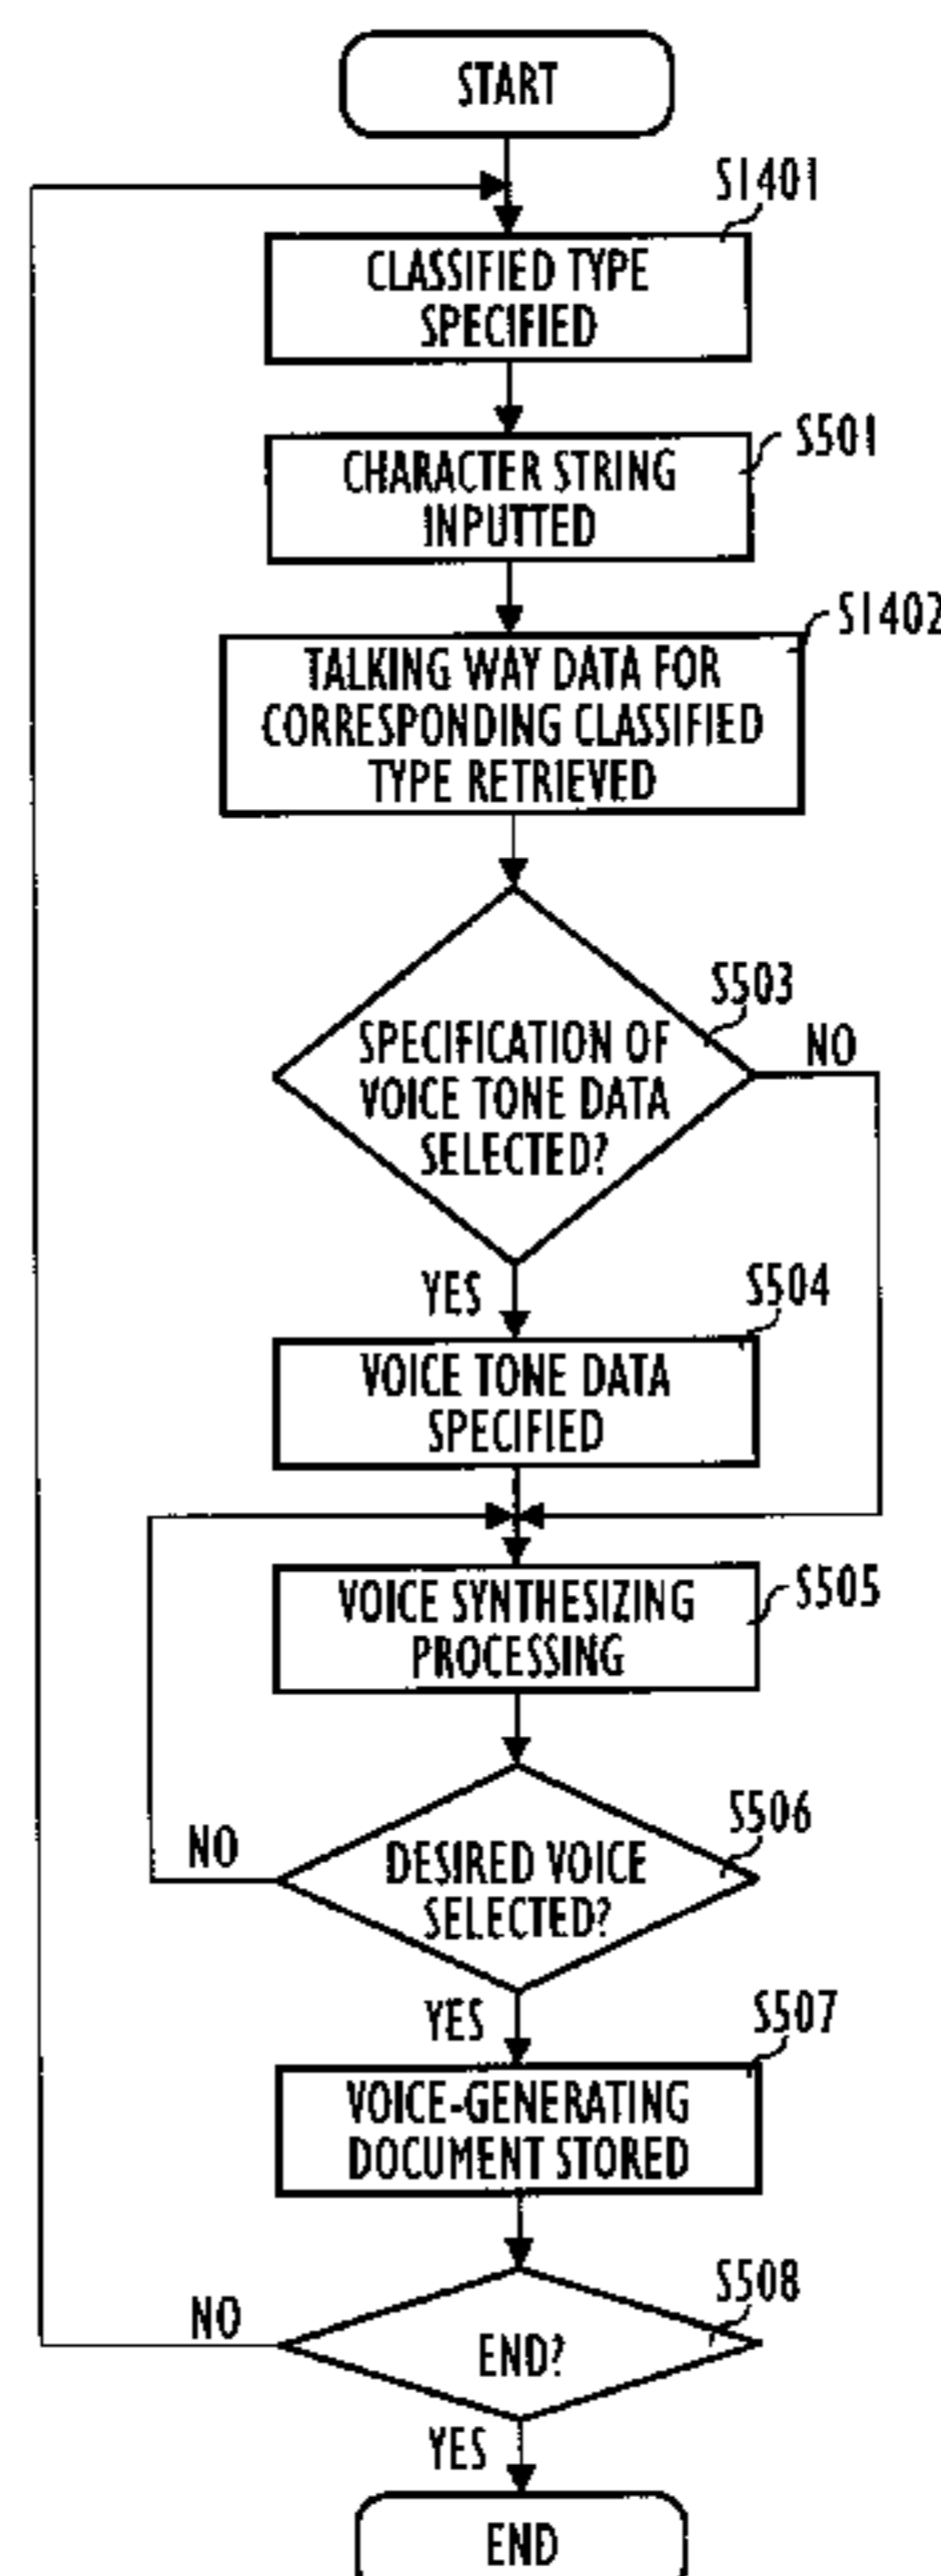 START
S1401
CLASSIFIED TYPE
SPECIFIED
S501
CHARACTER STRING
INPUTTED
S1402
TALKING WAY DATA FOR
CORRESPONDING CLASSIFIED
TYPE RETRIEVED
S503
NO
SPECIFICATION OF
VOICE TONE DATA
SELECTED?
YES
S504
VOICE TONE DATA
SPECIFIED
S505
VOICE SYNTHESIZING
PROCESSING
S506
NO
DESIRED VOICE
SELECTED?
YES
S507
VOICE-GENERATING
DOCUMENT STORED
S508
NO
END?
YES
END